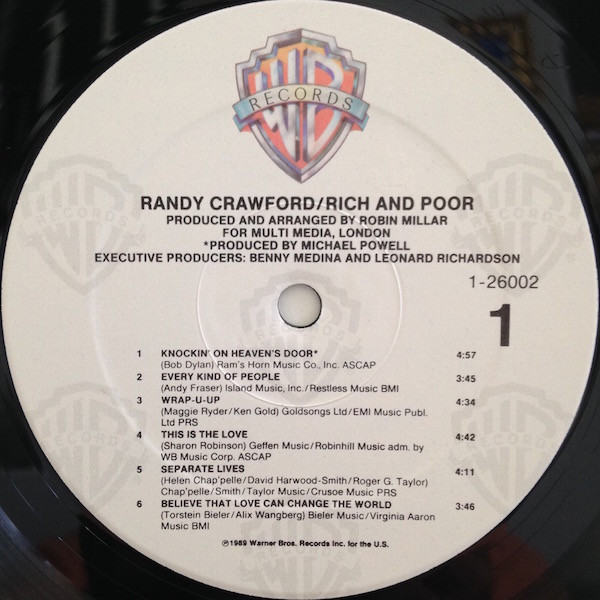 RECORDS
RANDY CRAWFORD/RICH AND POOR
PRODUCED AND ARRANGED BY ROBIN MILLAR
FOR MULTI MEDIA, LONDON
*PRODUCED BY MICHAEL POWELL
EXECUTIVE PRODUCERS: BENNY MEDINA AND LEONARD RICHARDSON
1-26002
1
1 KNOCKIN' ON HEAVEN'S DOOR* 4:57
(Bob Dylan) Ram's Horn Music Co., Inc. ASCAP
2 EVERY KIND OF PEOPLE 3:45
(Andy Fraser) Island Music, Inc./Restless Music BMI
3 WRAP-U-UP 4:34
(Maggie Ryder/Ken Gold) Goldsongs Ltd/EMI Music Publ.
Ltd PRS
4 THIS IS THE LOVE 4:42
(Sharon Robinson) Geffen Music/Robinhill Music adm. by
WB Music Corp. ASCAP
5 SEPARATE LIVES 4:11
(Helen Chap'pelle/David Harwood-Smith/Roger G. Taylor)
Chap'pelle/Smith/Taylor Music/Crusoe Music PRS
6 BELIEVE THAT LOVE CAN CHANGE THE WORLD 3:46
(Torstein Bieler/Alix Wangberg) Bieler Music/Virginia Aaron
Music BMI
℗1989 Warner Bros. Records Inc. for the U.S.